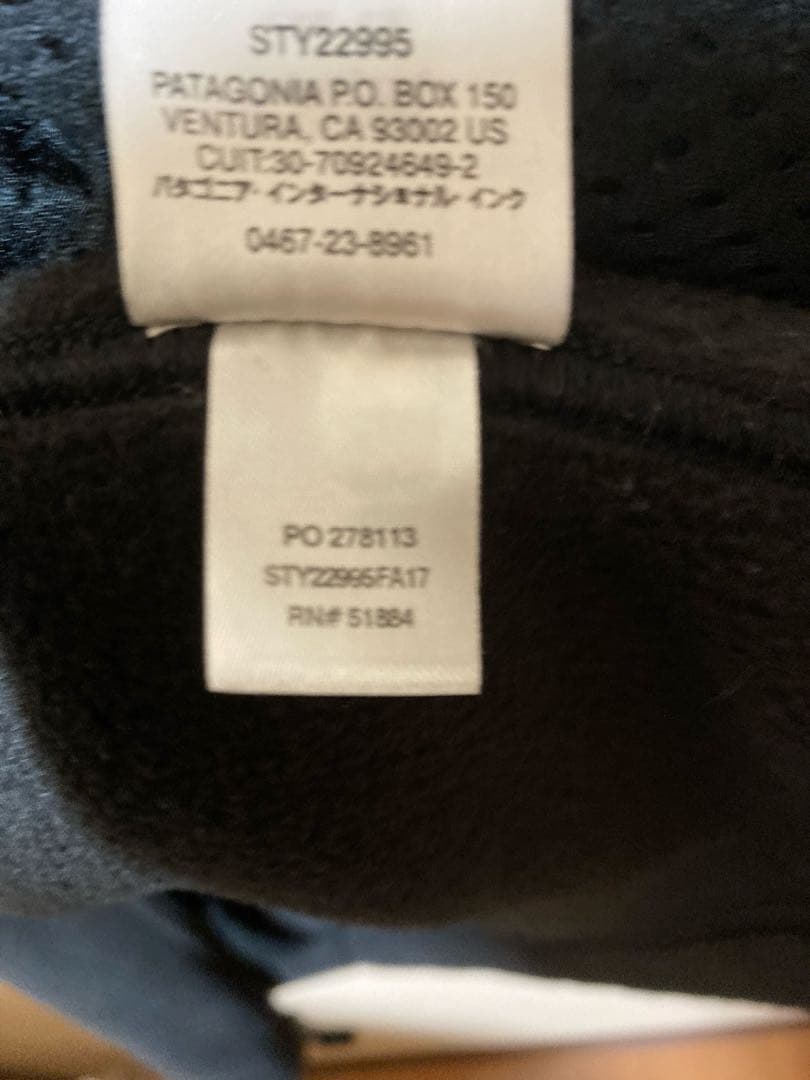 STY22995
PATAGONIA P.O. BOX 150
VENTURA, CA 93002 US
CUIT:30-70924649-2
パタゴニア・インターナショナル・インク
0467-23-8961
PO 278113
STY22995FA17
RN# 51884